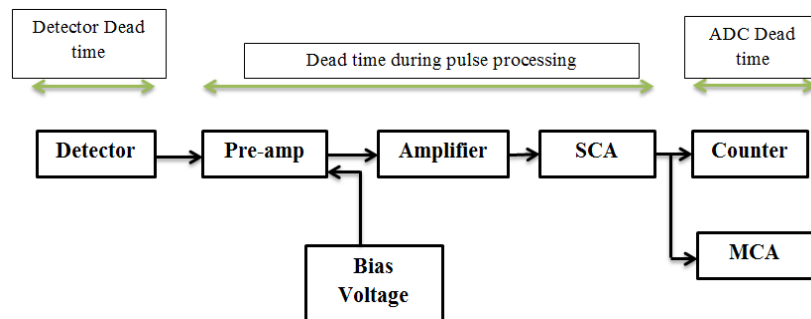 Detector Dead
time
Dead time during pulse processing
ADC Dead
time
Detector
Pre-amp
Amplifier
SCA
Counter
Bias
Voltage
MCA